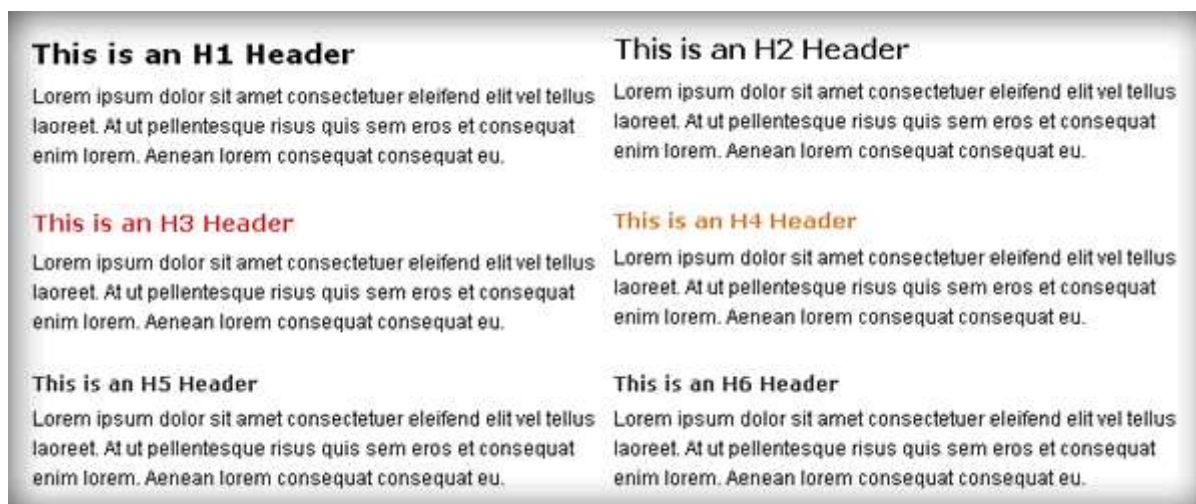 This is an H1 Header
Lorem ipsum dolor sit amet consectetuer eleifend elit vel tellus
laoreet. At ut pellentesque risus quis sem eros et consequat
enim lorem. Aenean lorem consequat consequat eu.
This is an H2 Header
Lorem ipsum dolor sit amet consectetuer eleifend elit vel tellus
laoreet. At ut pellentesque risus quis sem eros et consequat
enim lorem. Aenean lorem consequat consequat eu.
This is an H3 Header
Lorem ipsum dolor sit amet consectetuer eleifend elit vel tellus
laoreet. At ut pellentesque risus quis sem eros et consequat
enim lorem. Aenean lorem consequat consequat eu.
This is an H4 Header
Lorem ipsum dolor sit amet consectetuer eleifend elit vel tellus
laoreet. At ut pellentesque risus quis sem eros et consequat
enim lorem. Aenean lorem consequat consequat eu.
This is an H5 Header
Lorem ipsum dolor sit amet consectetuer eleifend elit vel tellus
laoreet. At ut pellentesque risus quis sem eros et consequat
enim lorem. Aenean lorem consequat consequat eu.
This is an H6 Header
Lorem ipsum dolor sit amet consectetuer eleifend elit vel tellus
laoreet. At ut pellentesque risus quis sem eros et consequat
enim lorem. Aenean lorem consequat consequat eu.